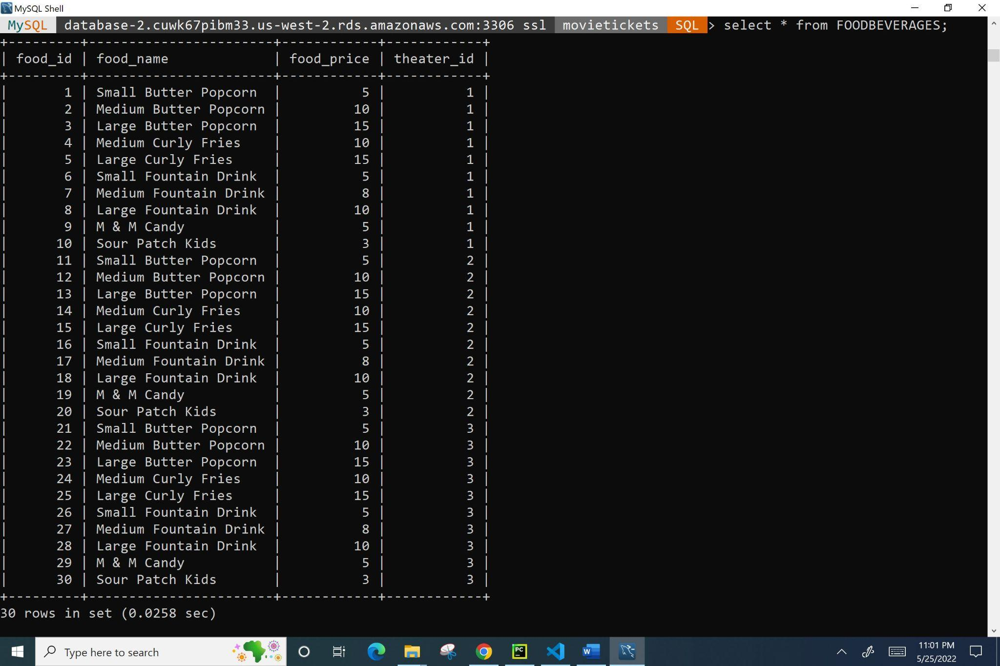 MySQL Shell
MySQL database-2.cuwk67pibm33.us-west-2.rds.amazonaws.com:3306 ssl movietickets SQL > select * from FOODBEVERAGES;
+---------+-----------------------+------------+------------+
| food_id | food_name             | food_price | theater_id |
+---------+-----------------------+------------+------------+
|       1 | Small Butter Popcorn  |          5 |          1 |
|       2 | Medium Butter Popcorn |         10 |          1 |
|       3 | Large Butter Popcorn  |         15 |          1 |
|       4 | Medium Curly Fries    |         10 |          1 |
|       5 | Large Curly Fries     |         15 |          1 |
|       6 | Small Fountain Drink  |          5 |          1 |
|       7 | Medium Fountain Drink |          8 |          1 |
|       8 | Large Fountain Drink  |         10 |          1 |
|       9 | M & M Candy           |          5 |          1 |
|      10 | Sour Patch Kids       |          3 |          1 |
|      11 | Small Butter Popcorn  |          5 |          2 |
|      12 | Medium Butter Popcorn |         10 |          2 |
|      13 | Large Butter Popcorn  |         15 |          2 |
|      14 | Medium Curly Fries    |         10 |          2 |
|      15 | Large Curly Fries     |         15 |          2 |
|      16 | Small Fountain Drink  |          5 |          2 |
|      17 | Medium Fountain Drink |          8 |          2 |
|      18 | Large Fountain Drink  |         10 |          2 |
|      19 | M & M Candy           |          5 |          2 |
|      20 | Sour Patch Kids       |          3 |          2 |
|      21 | Small Butter Popcorn  |          5 |          3 |
|      22 | Medium Butter Popcorn |         10 |          3 |
|      23 | Large Butter Popcorn  |         15 |          3 |
|      24 | Medium Curly Fries    |         10 |          3 |
|      25 | Large Curly Fries     |         15 |          3 |
|      26 | Small Fountain Drink  |          5 |          3 |
|      27 | Medium Fountain Drink |          8 |          3 |
|      28 | Large Fountain Drink  |         10 |          3 |
|      29 | M & M Candy           |          5 |          3 |
|      30 | Sour Patch Kids       |          3 |          3 |
+---------+-----------------------+------------+------------+
30 rows in set (0.0258 sec)
Type here to search
PC
W
11:01 PM
5/25/2022